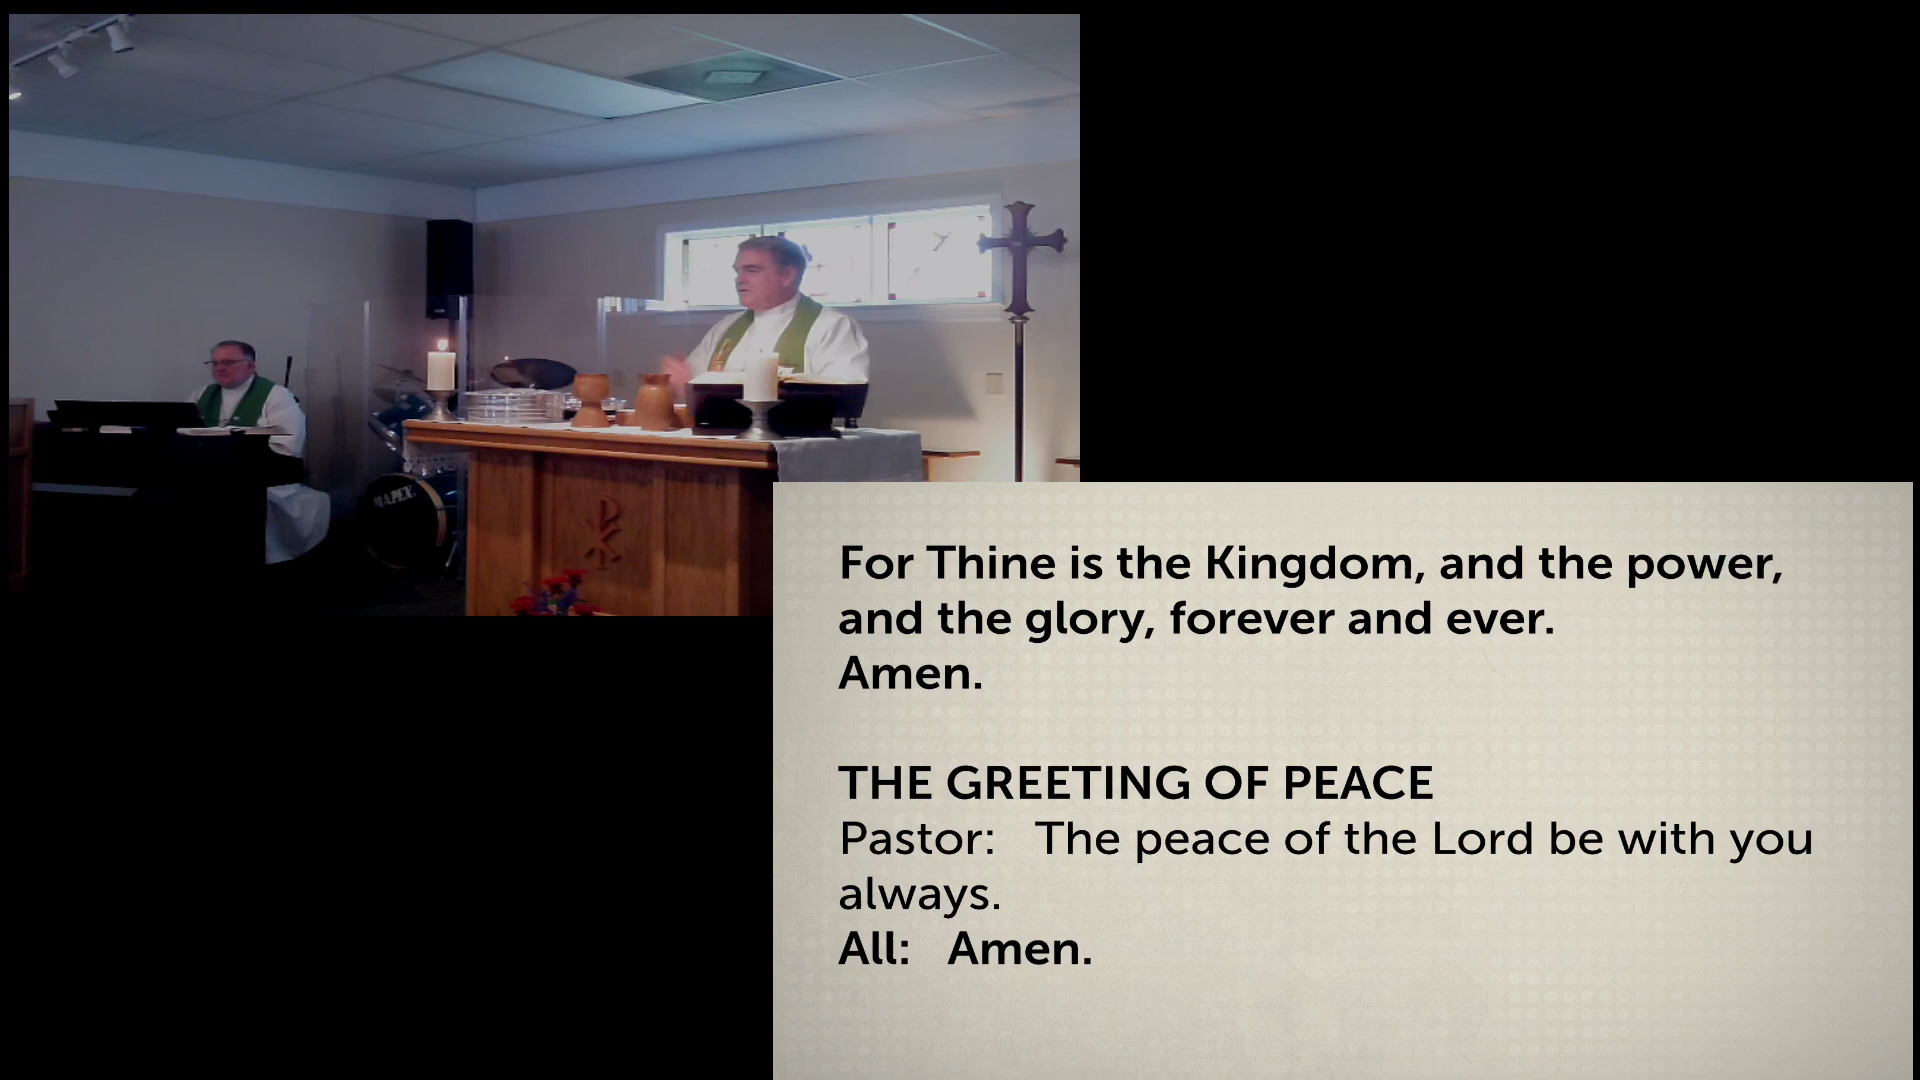 MAPEX
For Thine is the Kingdom, and the power,
and the glory, forever and ever.
Amen.
THE GREETING OF PEACE
Pastor: The peace of the Lord be with you
always.
All: Amen.